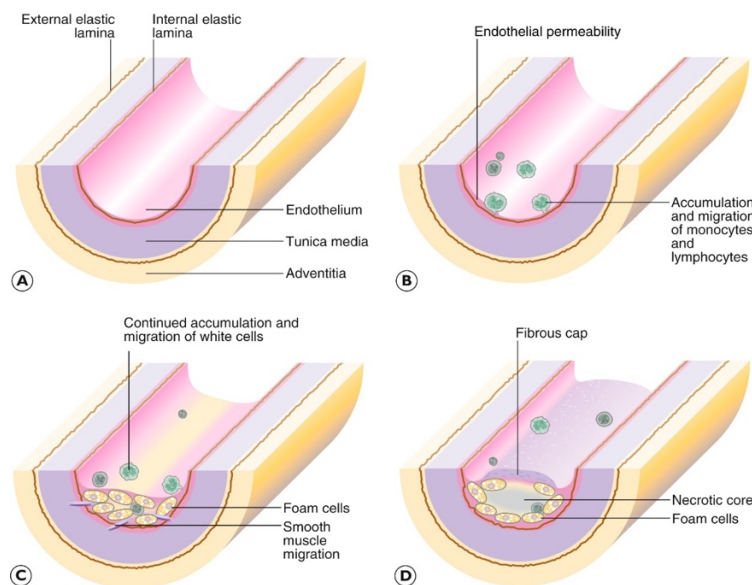 External elastic
lamina
Internal elastic
lamina
Endothelium
Tunica media
Adventitia
A
Endothelial permeability
Accumulation
and migration
of monocytes
and
lymphocytes
B
Continued accumulation and
migration of white cells
Foam cells
Smooth
muscle
migration
C
Fibrous cap
Necrotic core
Foam cells
D